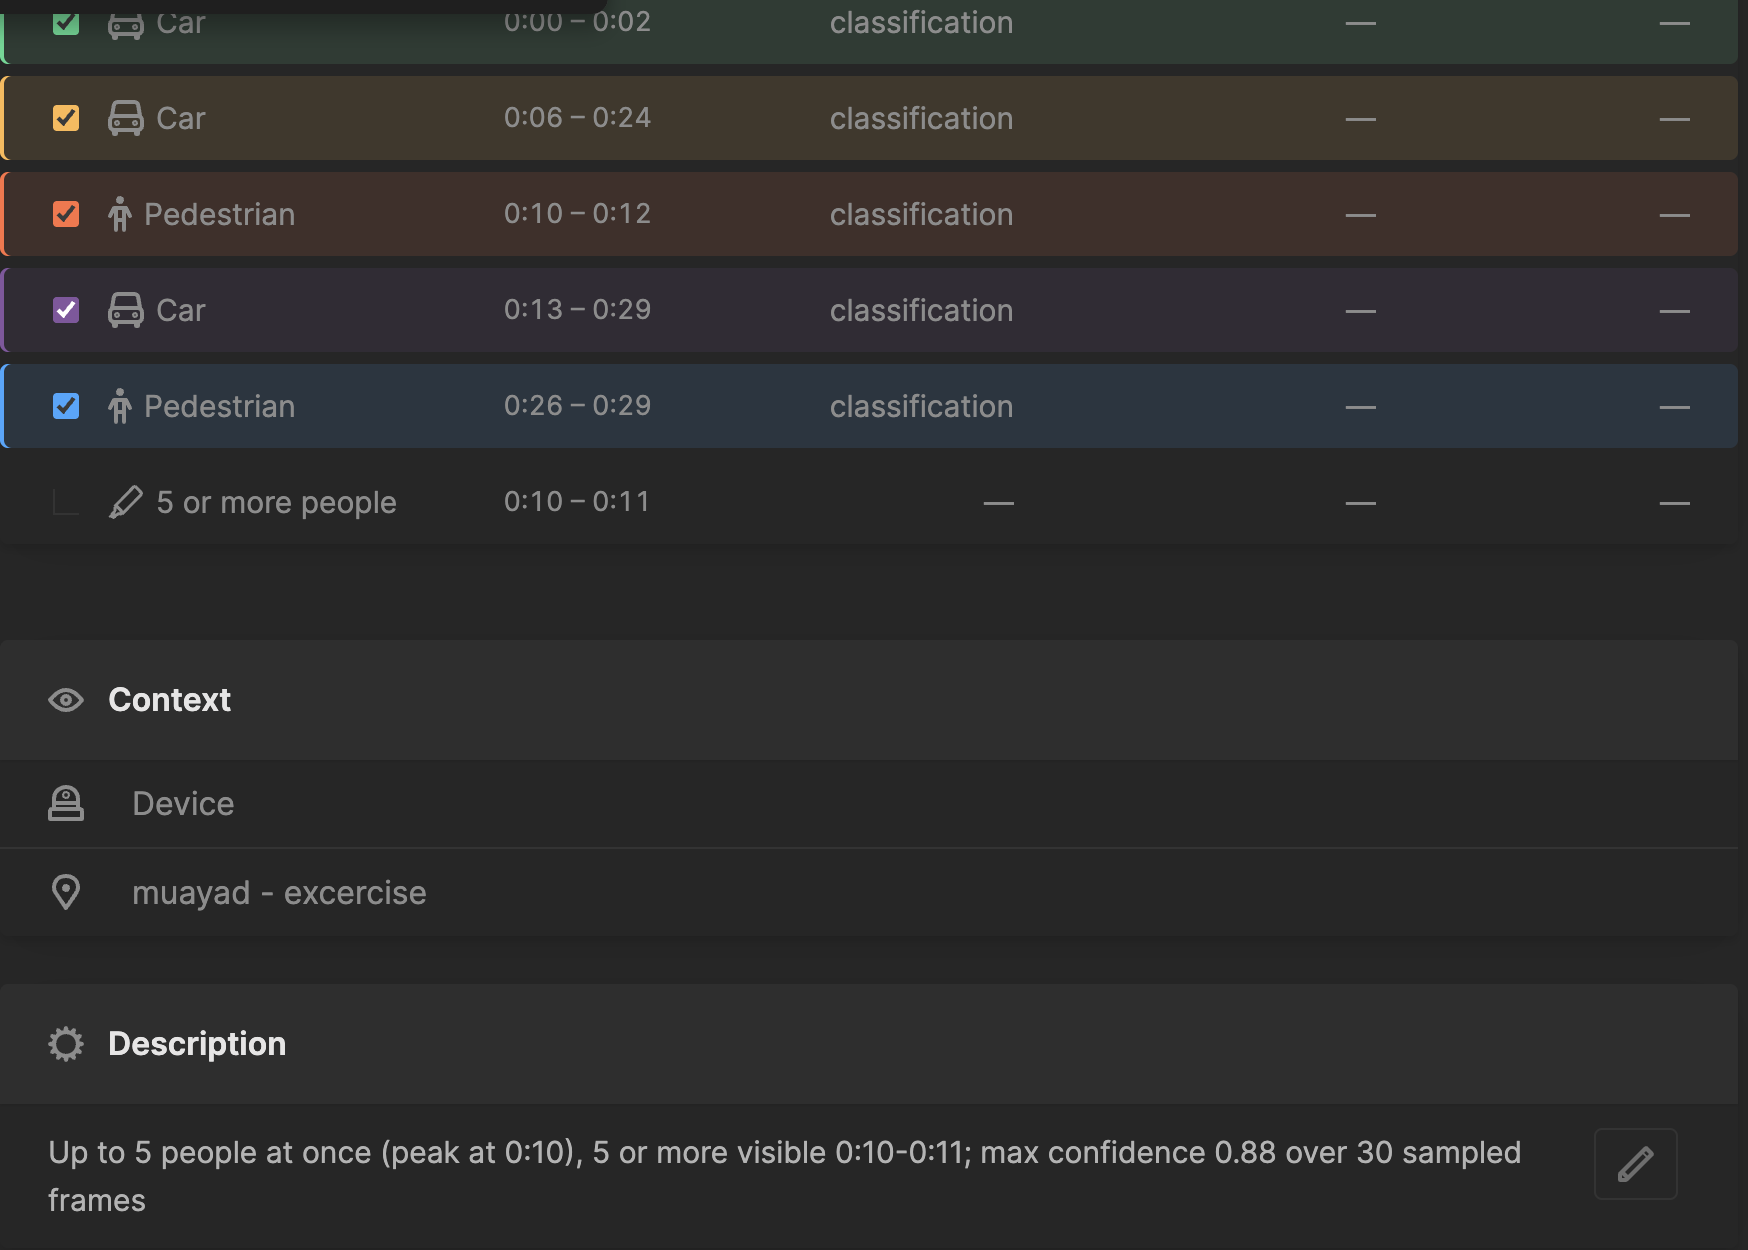 Car 0:00 – 0:02 classification — —
Car 0:06 – 0:24 classification — —
Pedestrian 0:10 – 0:12 classification — —
Car 0:13 – 0:29 classification — —
Pedestrian 0:26 – 0:29 classification — —
5 or more people 0:10 – 0:11 — — —
Context
Device
muayad - excercise
Description
Up to 5 people at once (peak at 0:10), 5 or more visible 0:10-0:11; max confidence 0.88 over 30 sampled
frames